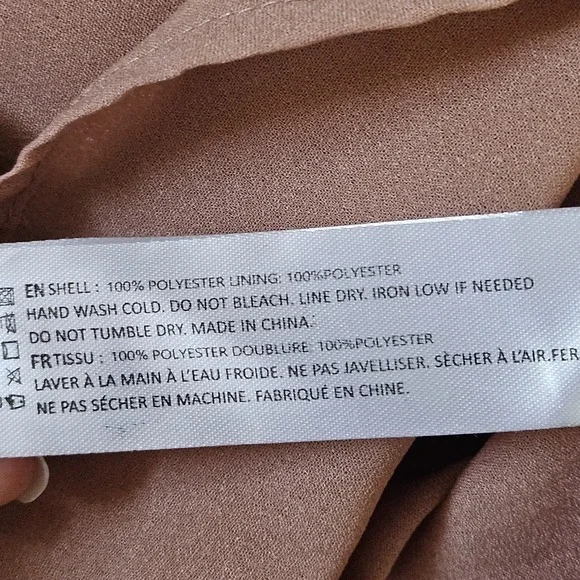 EN SHELL : 100% POLYESTER LINING: 100%POLYESTER
HAND WASH COLD. DO NOT BLEACH. LINE DRY. IRON LOW IF NEEDED
DO NOT TUMBLE DRY. MADE IN CHINA.
FR TISSU : 100% POLYESTER DOUBLURE: 100%POLYESTER
LAVER À LA MAIN À L'EAU FROIDE. NE PAS JAVELLISER. SÈCHER À L'AIR.FER
NE PAS SÉCHER EN MACHINE. FABRIQUÉ EN CHINE.